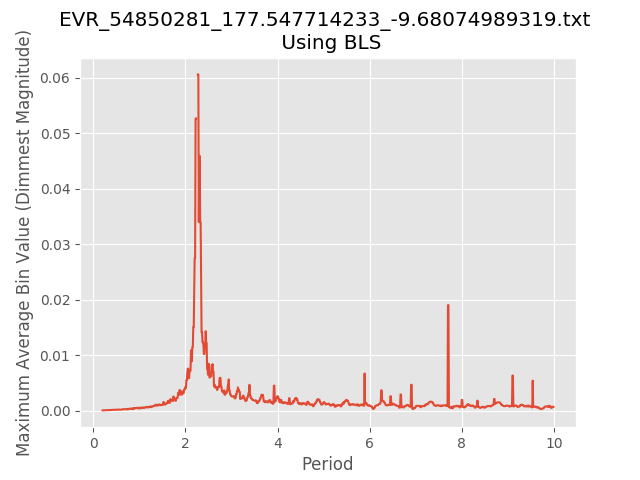 EVR_54850281_177.547714233_-9.68074989319.txt
Using BLS
Maximum Average Bin Value (Dimmest Magnitude)
0.06
0.05
0.04
0.03
0.02
0.01
0.00
0 2 4 6 8 10
Period